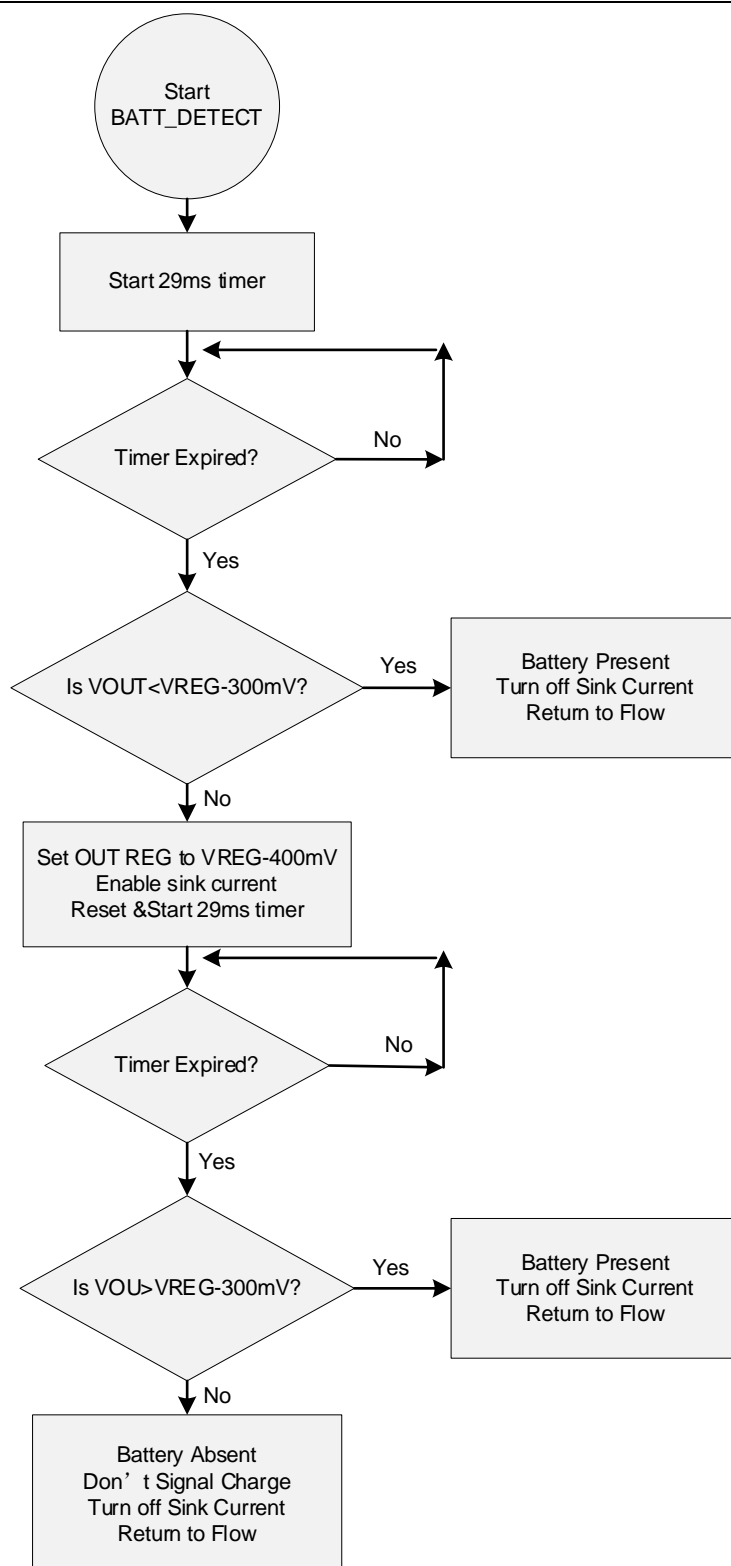 Start
BATT_DETECT
Start 29ms timer
Timer Expired?
No
Yes
Is VOUT<VREG-300mV?
Yes
Battery Present
Turn off Sink Current
Return to Flow
No
Set OUT REG to VREG-400mV
Enable sink current
Reset &Start 29ms timer
Timer Expired?
No
Yes
Is VOU>VREG-300mV?
Yes
Battery Present
Turn off Sink Current
Return to Flow
No
Battery Absent
Don’t Signal Charge
Turn off Sink Current
Return to Flow